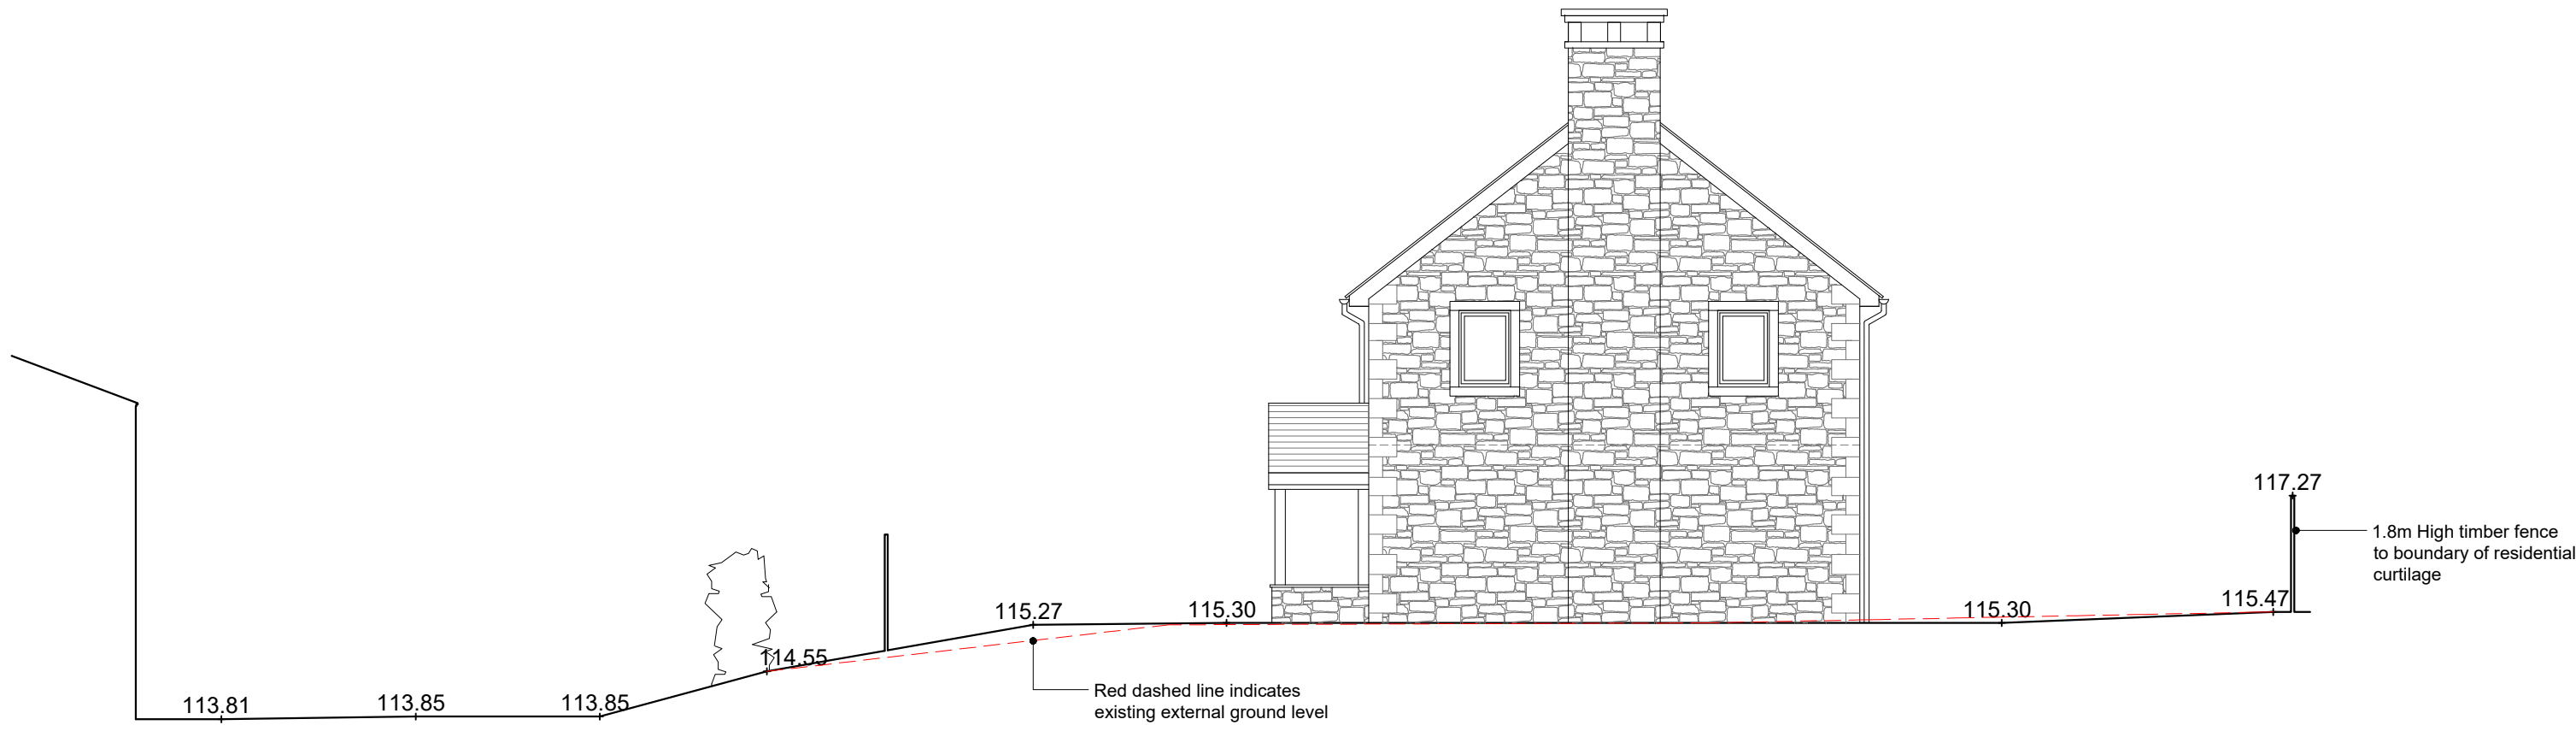 117.27
1.8m High timber fence
to boundary of residential
curtilage
115.27
115.30
115.30
115.47
114.55
113.81
113.85
113.85
Red dashed line indicates
existing external ground level